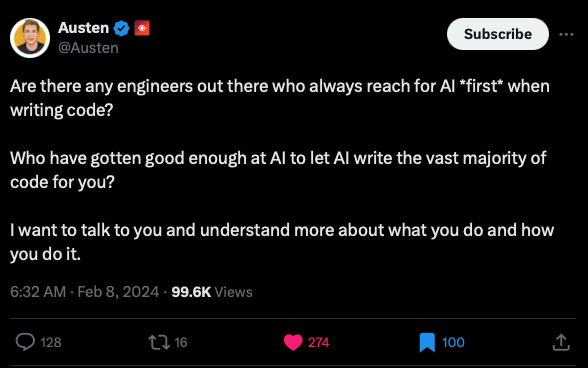 Austen
@Austen
Subscribe
Are there any engineers out there who always reach for AI *first* when
writing code?
Who have gotten good enough at AI to let AI write the vast majority of
code for you?
I want to talk to you and understand more about what you do and how
you do it.
6:32 AM · Feb 8, 2024 · 99.6K Views
128 16 274 100